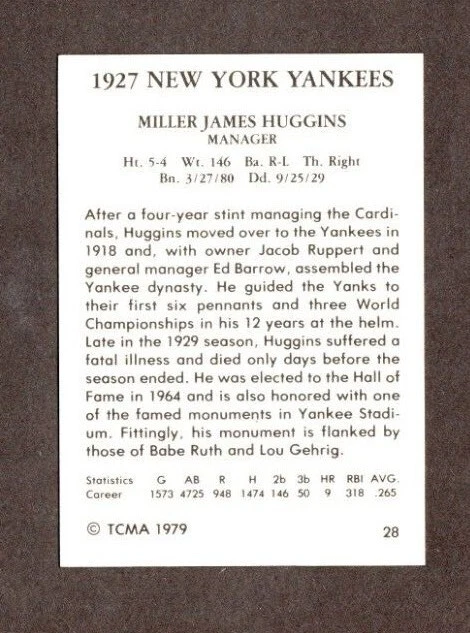 1927 NEW YORK YANKEES
MILLER JAMES HUGGINS
MANAGER
Ht. 5-4 Wt. 146 Ba. R-L Th. Right
Bn. 3/27/80 Dd. 9/25/29
After a four-year stint managing the Cardi-
nals, Huggins moved over to the Yankees in
1918 and, with owner Jacob Ruppert and
general manager Ed Barrow, assembled the
Yankee dynasty. He guided the Yanks to
their first six pennants and three World
Championships in his 12 years at the helm.
Late in the 1929 season, Huggins suffered a
fatal illness and died only days before the
season ended. He was elected to the Hall of
Fame in 1964 and is also honored with one
of the famed monuments in Yankee Stadi-
um. Fittingly, his monument is flanked by
those of Babe Ruth and Lou Gehrig.
Statistics G AB R H 2b 3b HR RBI AVG.
Career 1573 4725 948 1474 146 50 9 318 .265
© TCMA 1979 28